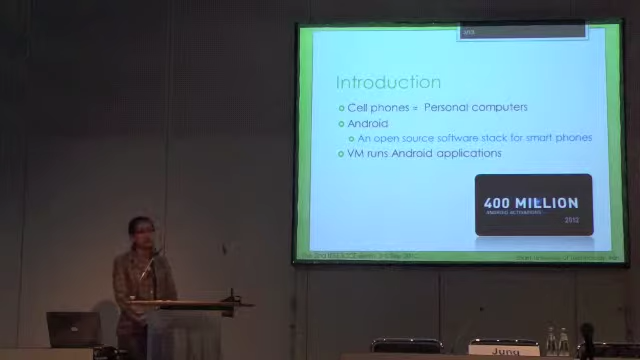 Introduction
Cell phones = Personal computers
Android
An open source software stack for smart phones
VM runs Android applications
400 MILLION
ANDROID ACTIVATIONS
2012